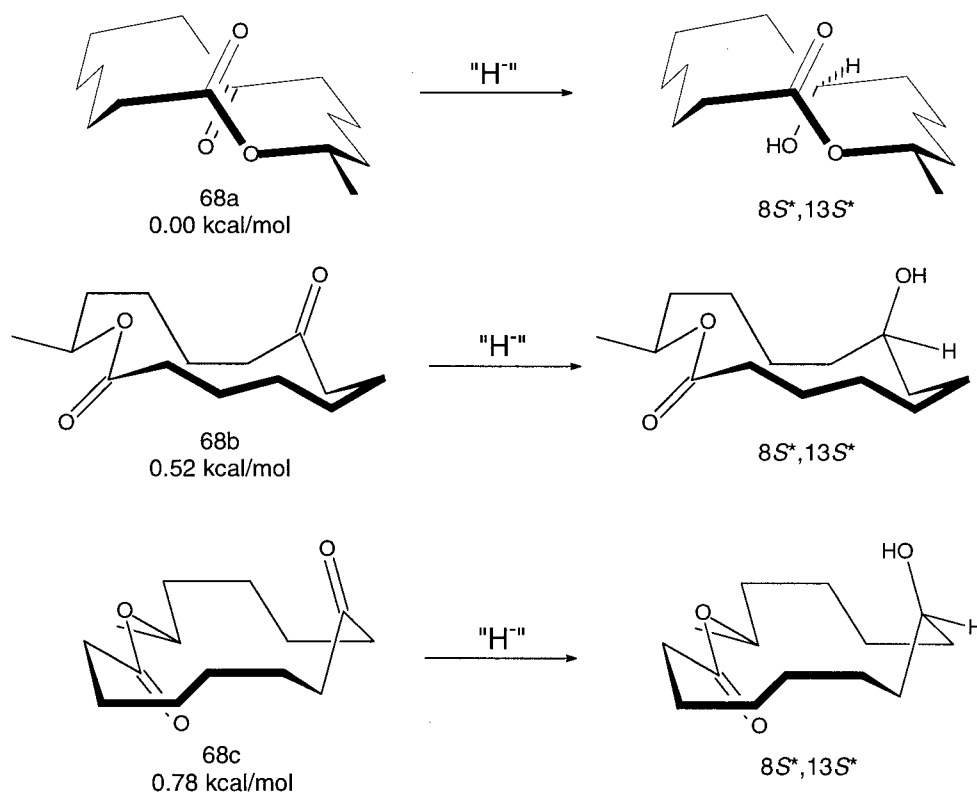 O
"H⁻"
O
H
O
O
HO
O
68a
0.00 kcal/mol
8S*,13S*
O
OH
O
"H⁻"
O
H
O
O
68b
0.52 kcal/mol
8S*,13S*
O
HO
O
"H⁻"
O
H
O
O
68c
0.78 kcal/mol
8S*,13S*